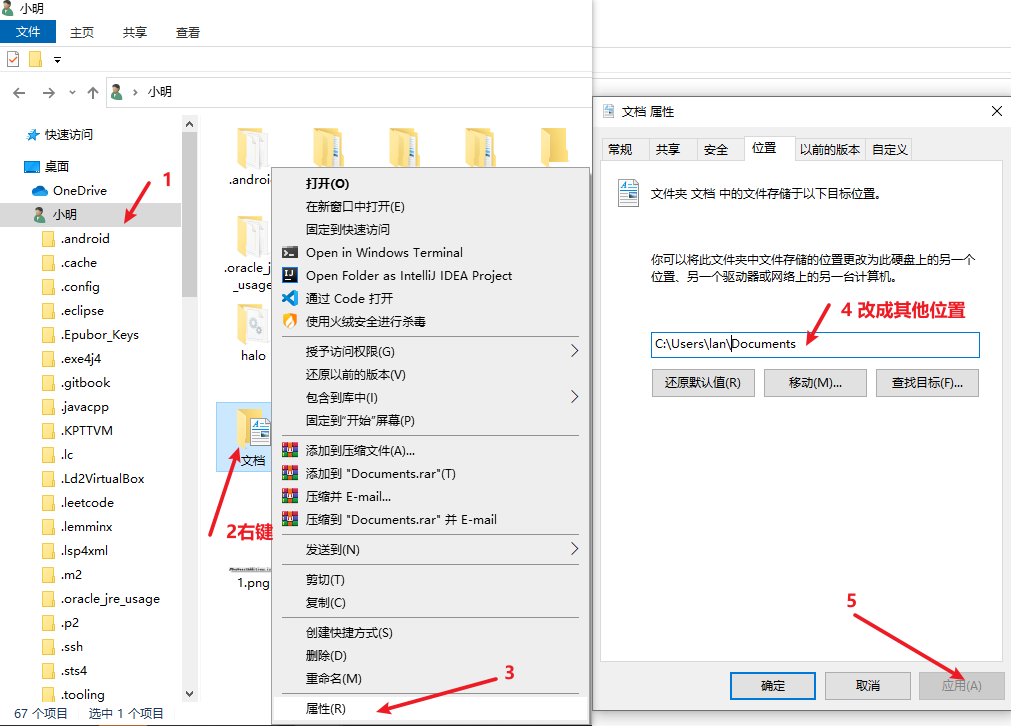 小明
文件 主页 共享 查看
小明
快速访问
桌面
OneDrive
小明
.android
.cache
.config
.eclipse
.Epubor_Keys
.exe4j4
.gitbook
.javacpp
.KPTTVM
.lc
.Ld2VirtualBox
.leetcode
.lemminx
.lsp4xml
.m2
.oracle_jre_usage
.p2
.ssh
.sts4
.tooling
67 个项目 选中 1 个项目
1
.androi
.oracle_j
_usage
halo
文档
2右键
1.png
打开(O)
在新窗口中打开(E)
固定到快速访问
Open in Windows Terminal
Open Folder as IntelliJ IDEA Project
通过 Code 打开
使用火绒安全进行杀毒
授予访问权限(G)
还原以前的版本(V)
包含到库中(I)
固定到"开始"屏幕(P)
添加到压缩文件(A)...
添加到 "Documents.rar"(T)
压缩并 E-mail...
压缩到 "Documents.rar" 并 E-mail
发送到(N)
剪切(T)
复制(C)
创建快捷方式(S)
删除(D)
重命名(M)
属性(R)
3
文档 属性
常规 共享 安全 位置 以前的版本 自定义
文件夹 文档 中的文件存储于以下目标位置。
你可以将此文件夹中文件存储的位置更改为此硬盘上的另一个
位置、另一个驱动器或网络上的另一台计算机。
4 改成其他位置
C:\Users\lan\Documents
还原默认值(R) 移动(M)... 查找目标(F)...
5
确定 取消 应用(A)